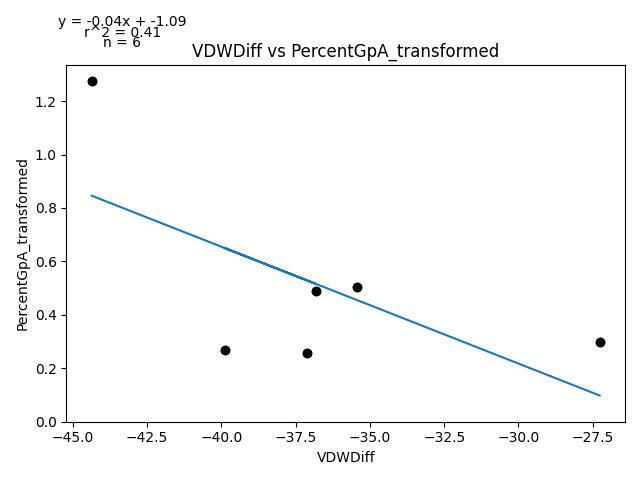 y = -0.04x + -1.09
r^2 = 0.41
n = 6
VDWDiff vs PercentGpA_transformed
PercentGpA_transformed
1.2
1.0
0.8
0.6
0.4
0.2
0.0
−45.0 −42.5 −40.0 −37.5 −35.0 −32.5 −30.0 −27.5
VDWDiff